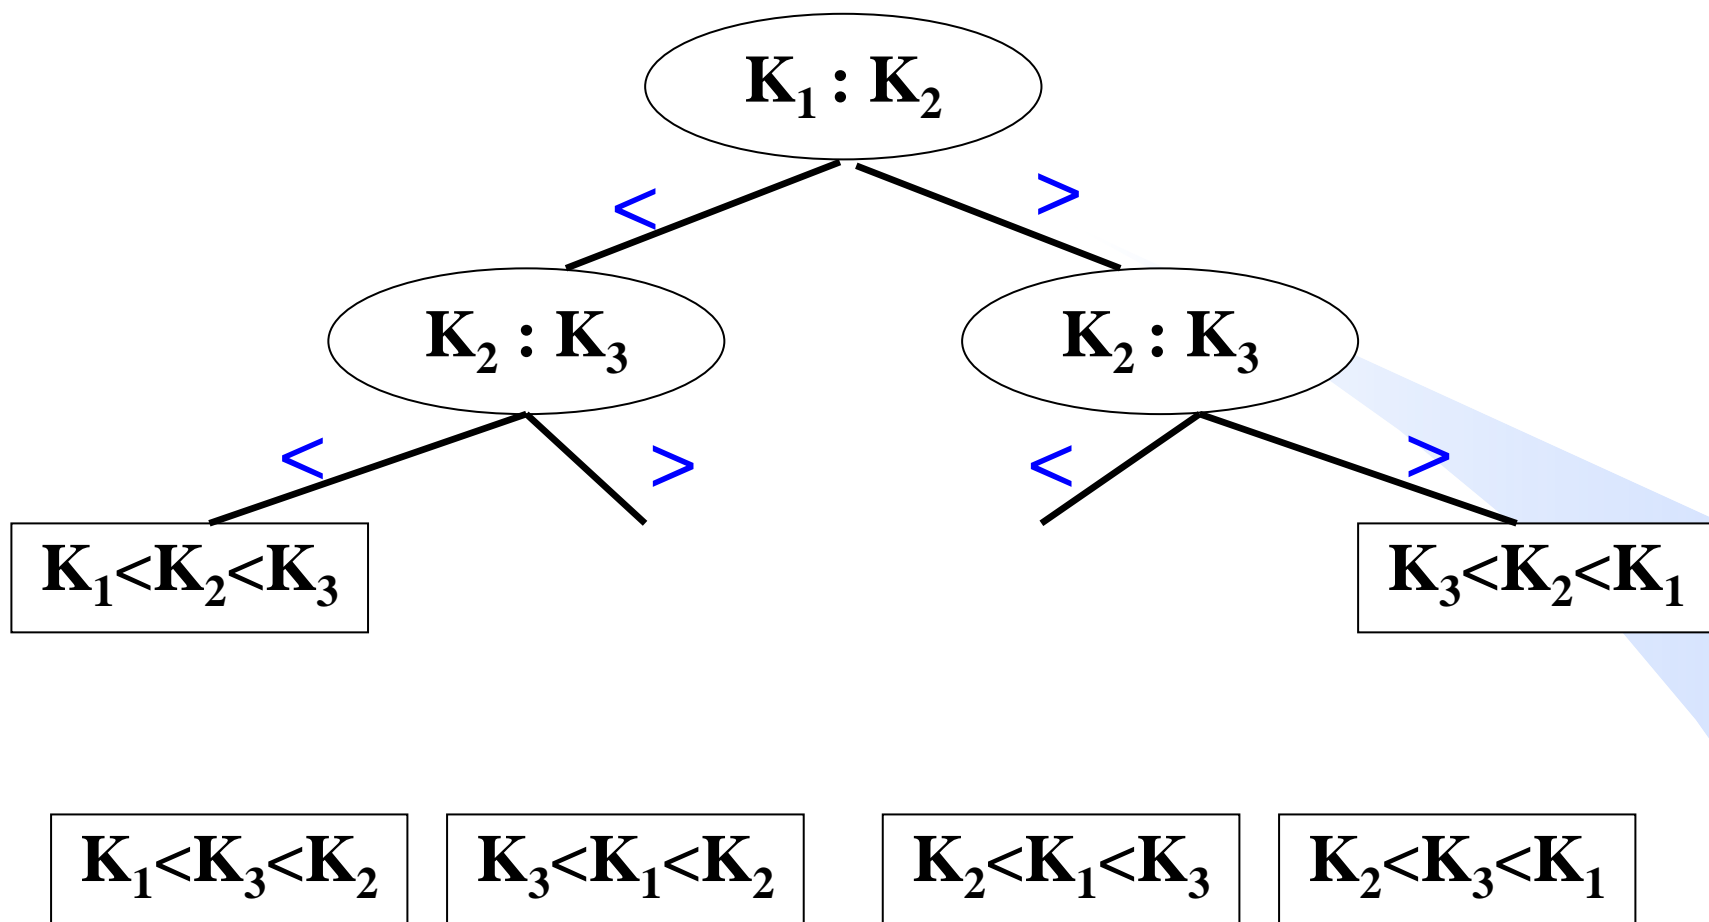 K₁ : K₂
< >
K₂ : K₃ K₂ : K₃
< > < >
K₁<K₂<K₃ K₃<K₂<K₁
K₁<K₃<K₂ K₃<K₁<K₂ K₂<K₁<K₃ K₂<K₃<K₁